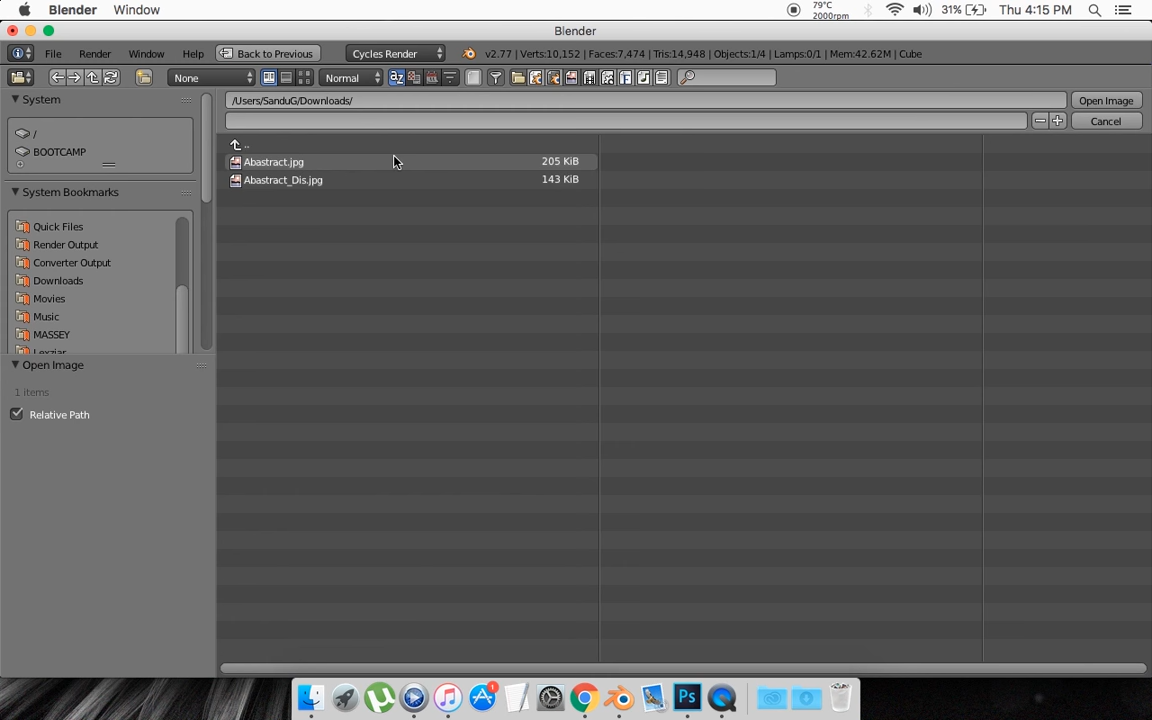 Blender Window 79°C 2000rpm 31% Thu 4:15 PM
Blender
File Render Window Help Back to Previous Cycles Render v2.77 | Verts:10,152 | Faces:7,474 | Tris:14,948 | Objects:1/4 | Lamps:0/1 | Mem:42.62M | Cube
None Normal
System
/Users/SanduG/Downloads/ Open Image
Cancel
/
BOOTCAMP
..
Abastract.jpg 205 KiB
Abastract_Dis.jpg 143 KiB
System Bookmarks
Quick Files
Render Output
Converter Output
Downloads
Movies
Music
MASSEY
Open Image
1 items
Relative Path
1
Ps